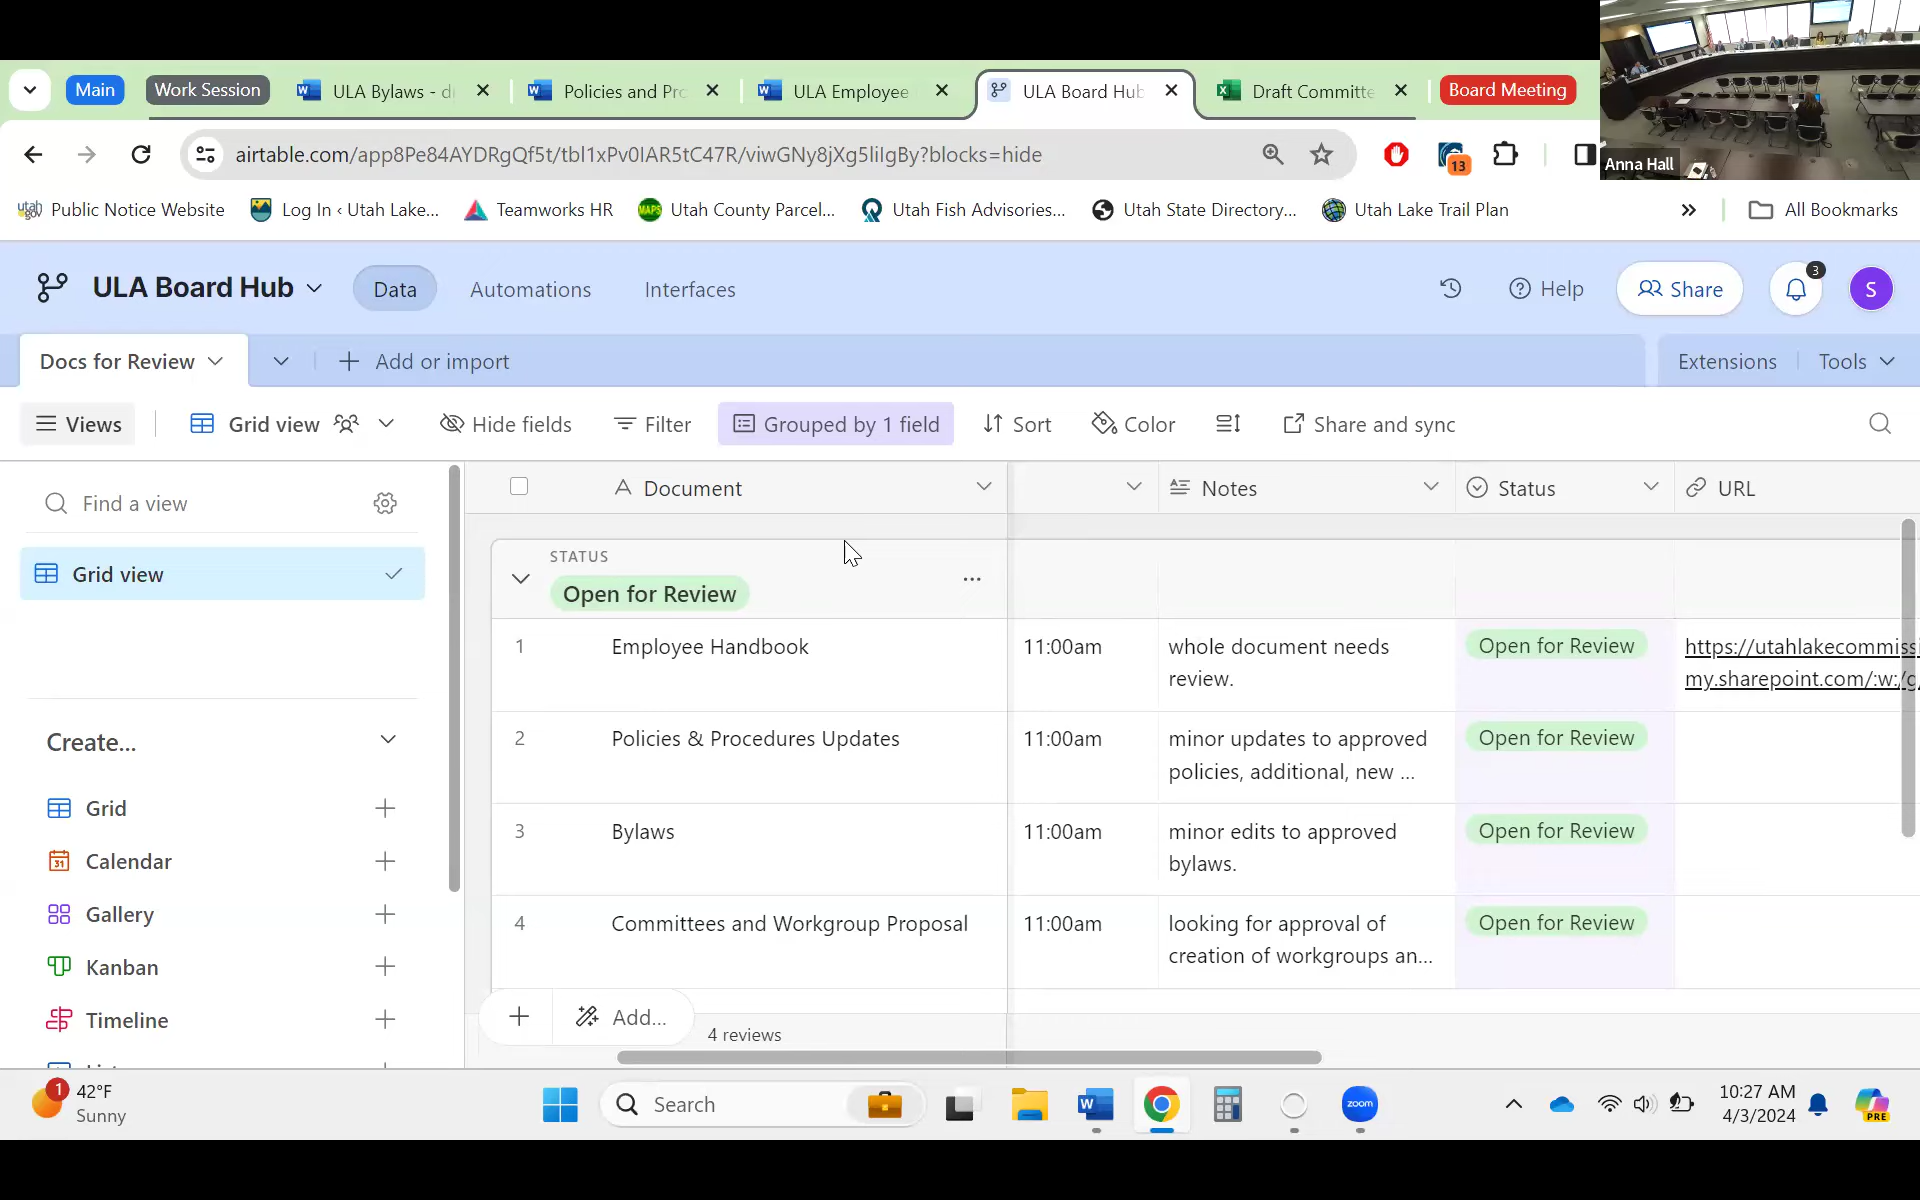 Main
Work Session
ULA Bylaws - di
Policies and Pro
ULA Employee
ULA Board Hub
Draft Committe
Board Meeting
airtable.com/app8Pe84AYDRgQf5t/tbl1xPv0IAR5tC47R/viwGNy8jXg5liIgBy?blocks=hide
13
Anna Hall
Public Notice Website
Log In ‹ Utah Lake...
Teamworks HR
MAPS
Utah County Parcel...
Utah Fish Advisories...
Utah State Directory...
Utah Lake Trail Plan
All Bookmarks
ULA Board Hub
Data
Automations
Interfaces
Help
Share
3
S
Docs for Review
Add or import
Extensions
Tools
Views
Grid view
Hide fields
Filter
Grouped by 1 field
Sort
Color
Share and sync
Find a view
Grid view
Create...
Grid
31
Calendar
Gallery
Kanban
Timeline
Document
Notes
Status
URL
STATUS
Open for Review
1
Employee Handbook
11:00am
whole document needs
review.
Open for Review
https://utahlakecommiss
my.sharepoint.com/:w:/g
2
Policies & Procedures Updates
11:00am
minor updates to approved
policies, additional, new ...
Open for Review
3
Bylaws
11:00am
minor edits to approved
bylaws.
Open for Review
4
Committees and Workgroup Proposal
11:00am
looking for approval of
creation of workgroups an...
Open for Review
Add...
4 reviews
1
42°F
Sunny
Search
zoom
10:27 AM
4/3/2024
PRE